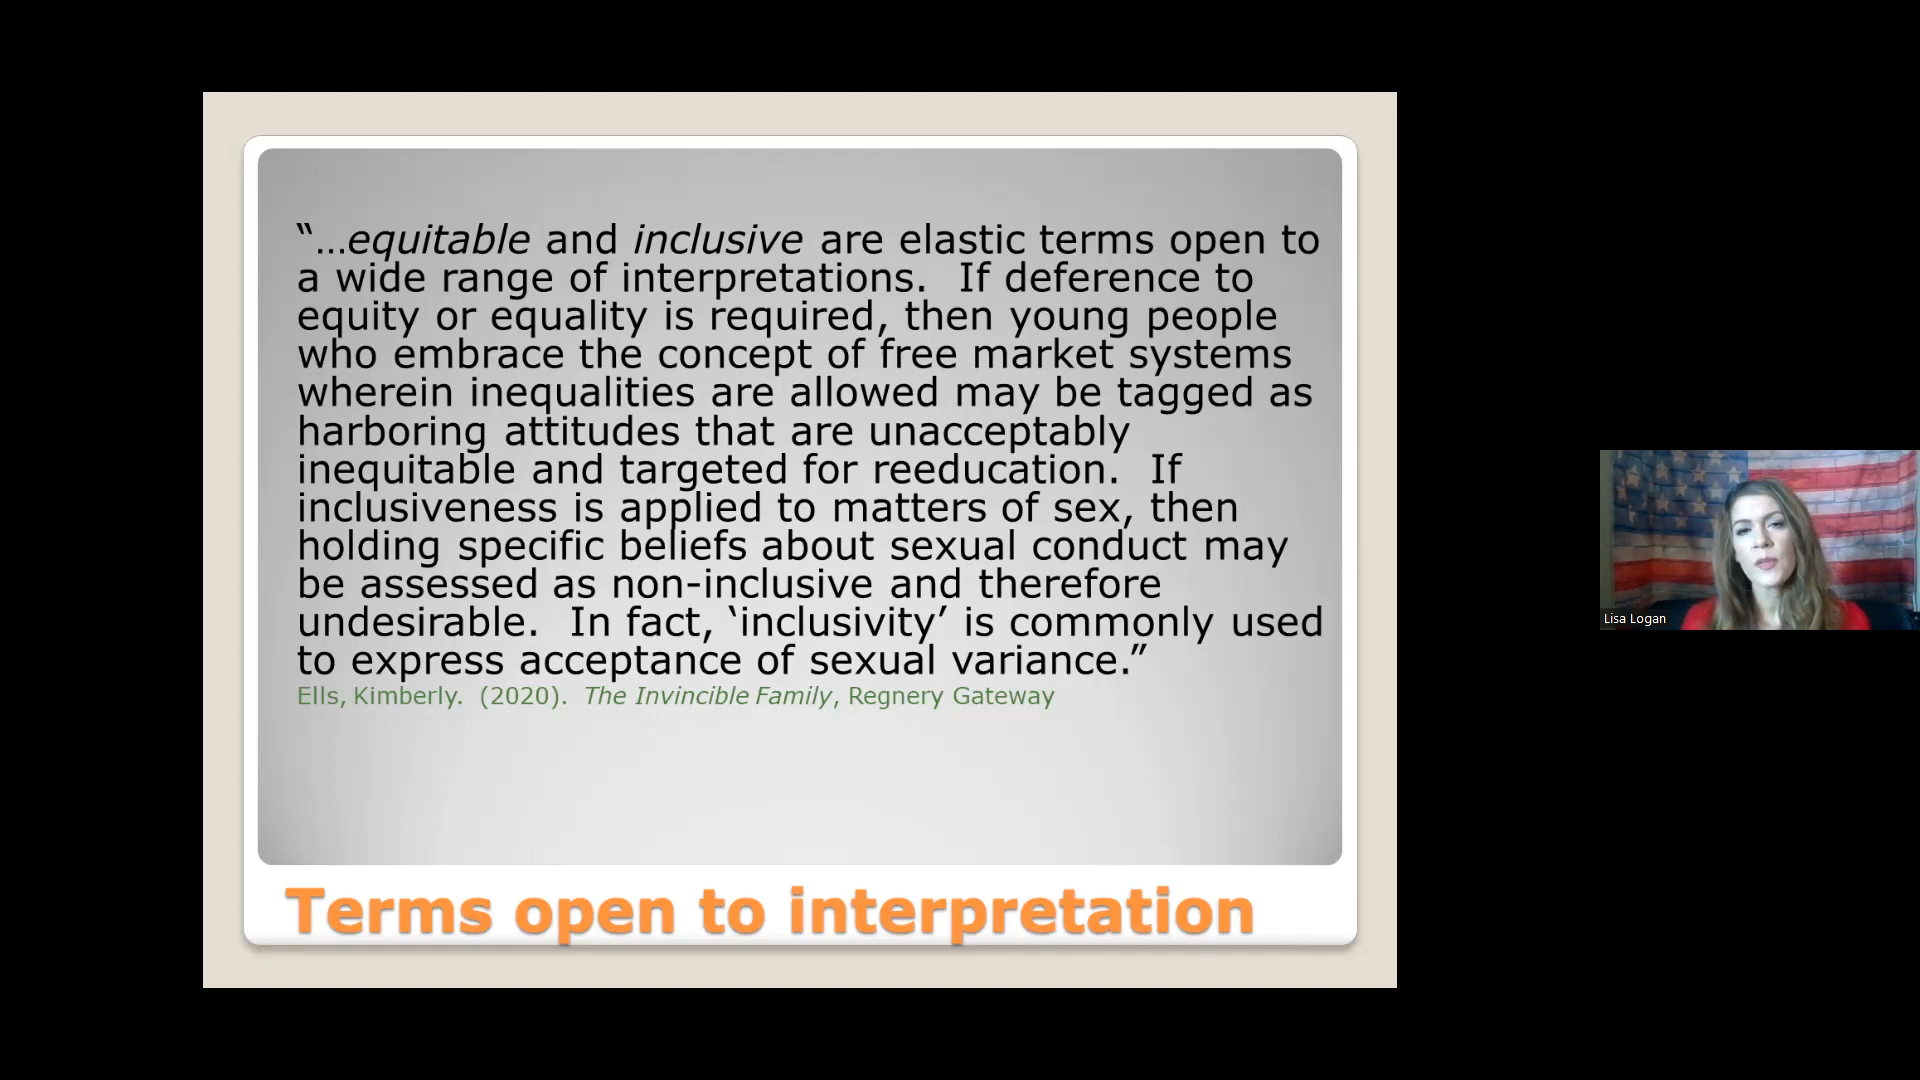 “…equitable and inclusive are elastic terms open to
a wide range of interpretations.  If deference to
equity or equality is required, then young people
who embrace the concept of free market systems
wherein inequalities are allowed may be tagged as
harboring attitudes that are unacceptably
inequitable and targeted for reeducation.  If
inclusiveness is applied to matters of sex, then
holding specific beliefs about sexual conduct may
be assessed as non-inclusive and therefore
undesirable.  In fact, ‘inclusivity’ is commonly used
to express acceptance of sexual variance.”
Ells, Kimberly.  (2020).  The Invincible Family, Regnery Gateway
Terms open to interpretation
Lisa Logan